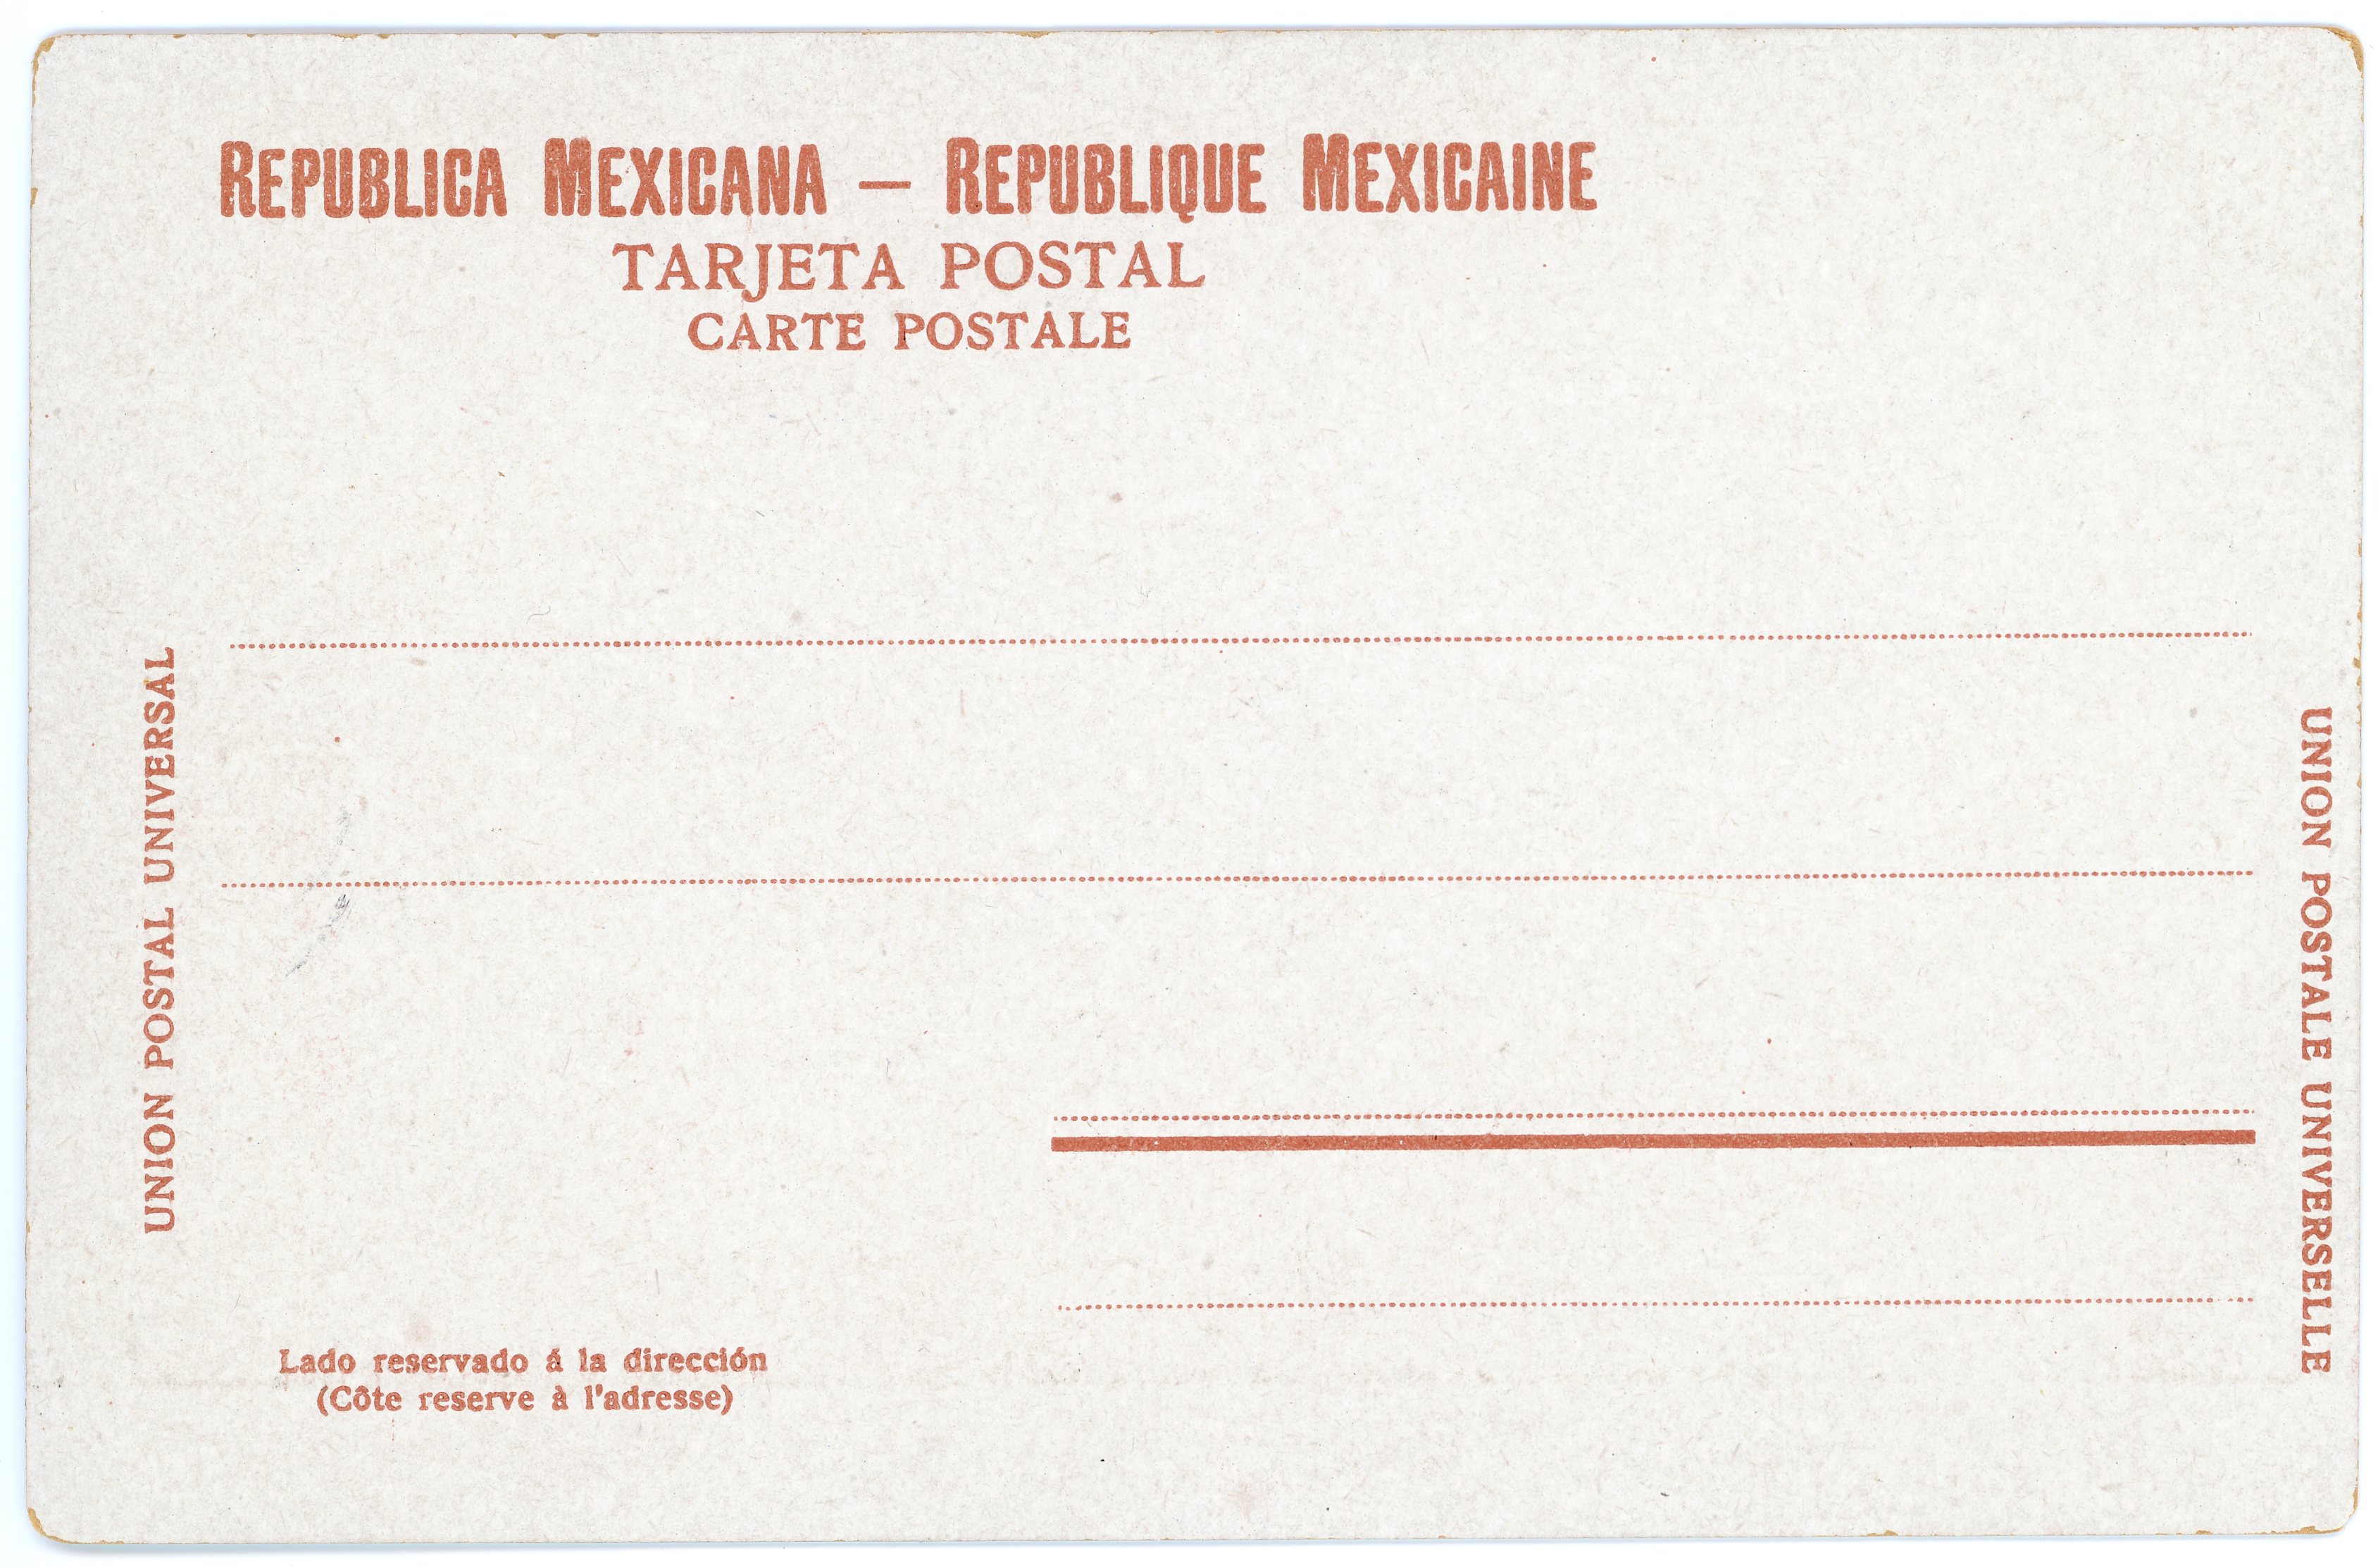 REPUBLICA MEXICANA — REPUBLIQUE MEXICAINE
TARJETA POSTAL
CARTE POSTALE
UNION POSTAL UNIVERSAL
UNION POSTALE UNIVERSELLE
Lado reservado á la dirección
(Côte reserve à l'adresse)